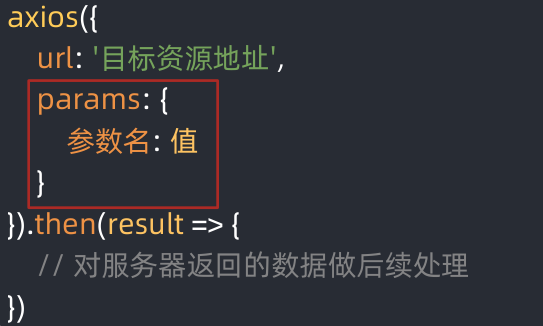 axios({
url: '目标资源地址',
params: {
参数名: 值
}
}).then(result => {
// 对服务器返回的数据做后续处理
})